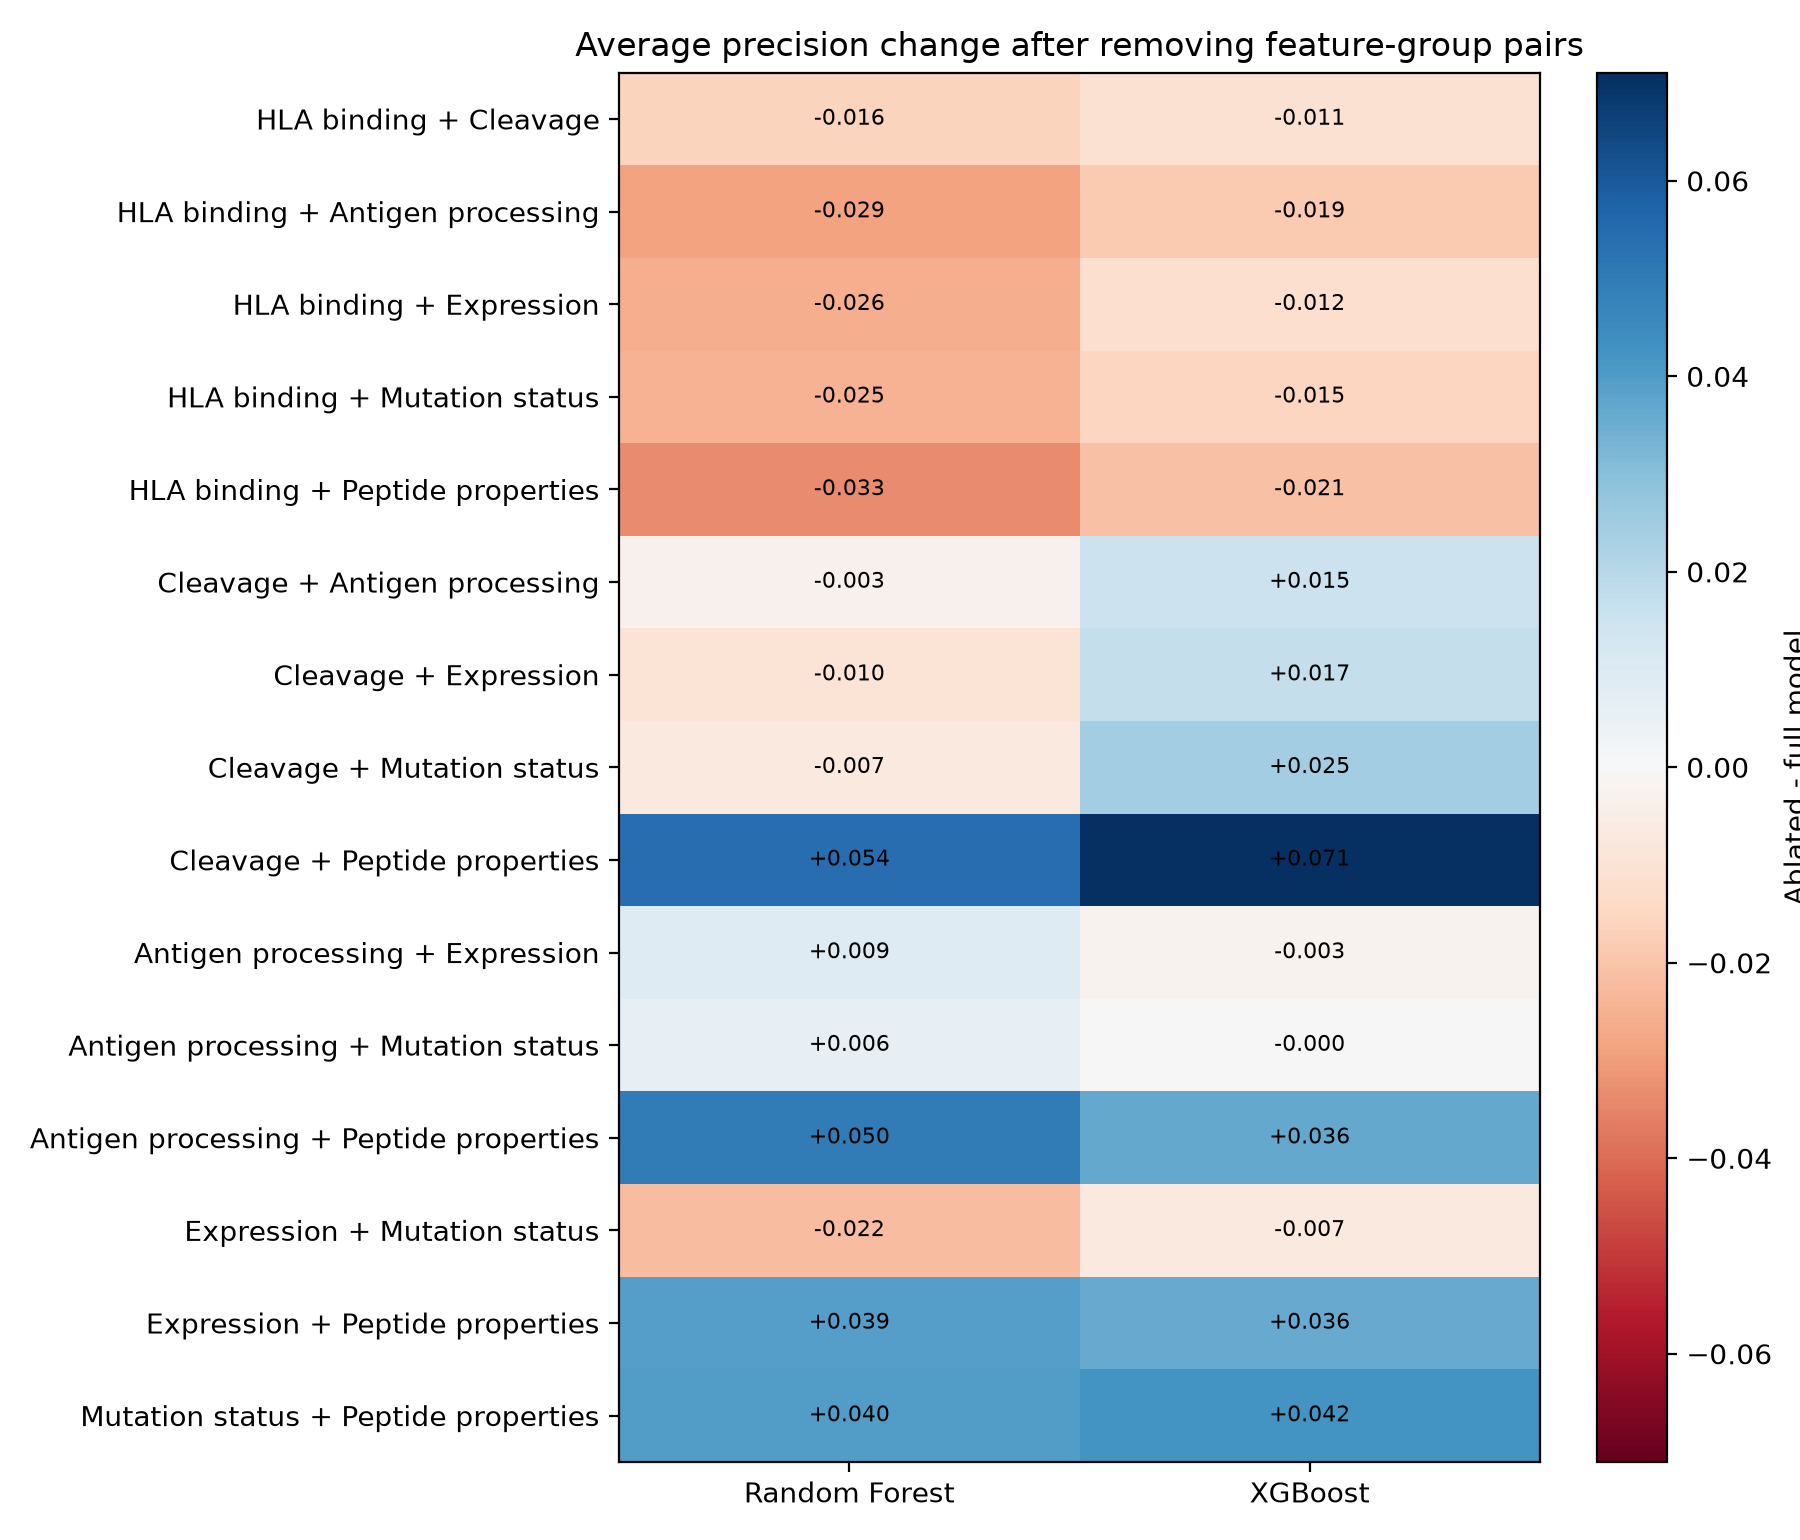 Average precision change after removing feature-group pairs
HLA binding + Cleavage -0.016 -0.011
HLA binding + Antigen processing -0.029 -0.019
HLA binding + Expression -0.026 -0.012
HLA binding + Mutation status -0.025 -0.015
HLA binding + Peptide properties -0.033 -0.021
Cleavage + Antigen processing -0.003 +0.015
Cleavage + Expression -0.010 +0.017
Cleavage + Mutation status -0.007 +0.025
Cleavage + Peptide properties +0.054 +0.071
Antigen processing + Expression +0.009 -0.003
Antigen processing + Mutation status +0.006 -0.000
Antigen processing + Peptide properties +0.050 +0.036
Expression + Mutation status -0.022 -0.007
Expression + Peptide properties +0.039 +0.036
Mutation status + Peptide properties +0.040 +0.042
Random Forest XGBoost
0.06
0.04
0.02
0.00
−0.02
−0.04
−0.06
Ablated - full model